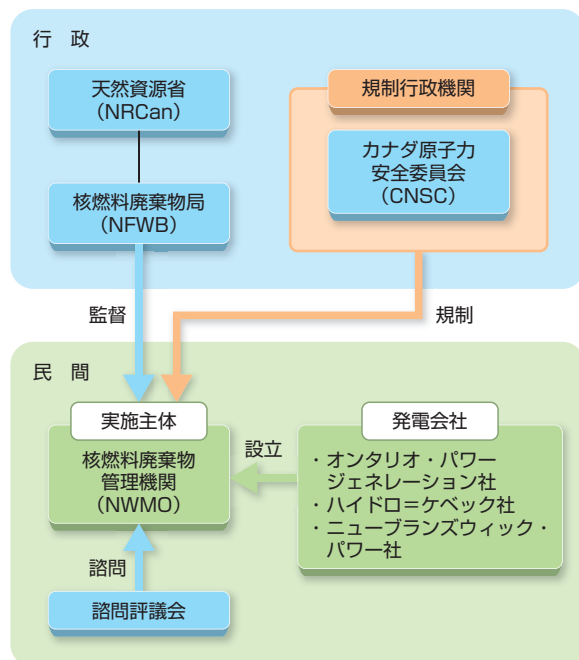 行　政
天然資源省
(NRCan)
核燃料廃棄物局
(NFWB)
規制行政機関
カナダ原子力
安全委員会
(CNSC)
監督
規制
民　間
実施主体
核燃料廃棄物
管理機関
(NWMO)
設立
発電会社
・オンタリオ・パワー
ジェネレーション社
・ハイドロ＝ケベック社
・ニューブランズウィック・
パワー社
諮問
諮問評議会